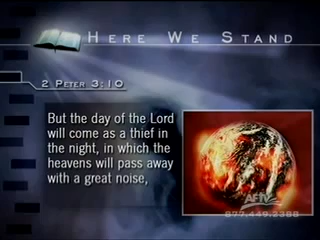 Here We Stand
2 Peter 3:10
But the day of the Lord
will come as a thief in
the night, in which the
heavens will pass away
with a great noise,
AFTV
877.449.2388